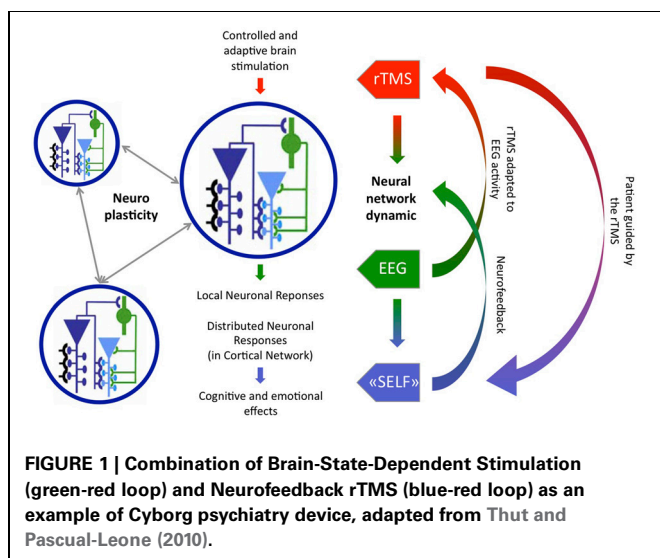 Controlled and
adaptive brain
stimulation
Neuro
plasticity
Local Neuronal Reponses
Distributed Neuronal
Responses
(in Cortical Network)
Cognitive and emotional
effects
rTMS
Neural
network
dynamic
EEG
«SELF»
rTMS adapted to
EEG activity
Neurofeedback
Patient guided by
the rTMS
FIGURE 1 | Combination of Brain-State-Dependent Stimulation
(green-red loop) and Neurofeedback rTMS (blue-red loop) as an
example of Cyborg psychiatry device, adapted from Thut and
Pascual-Leone (2010).